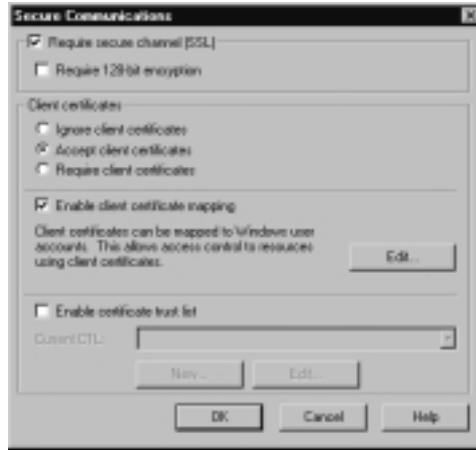 Secure Communications
Require secure channel (SSL)
Require 128-bit encryption
Client certificates
Ignore client certificates
Accept client certificates
Require client certificates
Enable client certificate mapping
Client certificates can be mapped to Windows user
accounts. This allows access control to resources
using client certificates.
Edit...
Enable certificate trust list
Current CTL:
New...
Edit...
OK
Cancel
Help